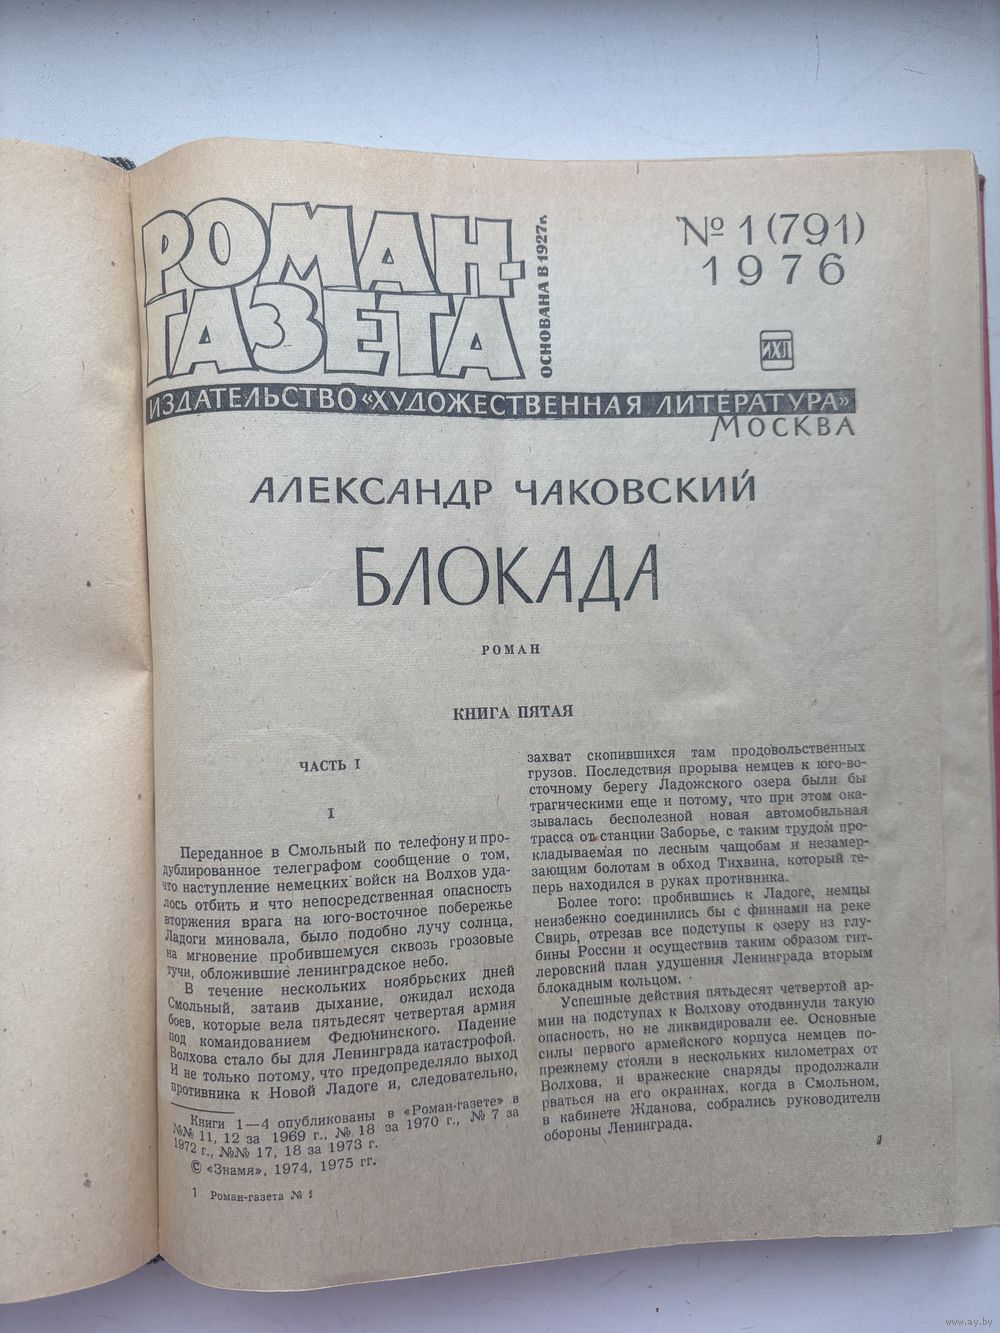 РОМАН-
ГАЗЕТА
ОСНОВАНА В 1927г.
№ 1(791)
1976
ИХЛ
ИЗДАТЕЛЬСТВО «ХУДОЖЕСТВЕННАЯ ЛИТЕРАТУРА»
МОСКВА
АЛЕКСАНДР ЧАКОВСКИЙ
БЛОКАДА
РОМАН
КНИГА ПЯТАЯ
ЧАСТЬ I
I
Переданное в Смольный по телефону и про-
дублированное телеграфом сообщение о том,
что наступление немецких войск на Волхов уда-
лось отбить и что непосредственная опасность
вторжения врага на юго-восточное побережье
Ладоги миновала, было подобно лучу солнца,
на мгновение пробившемуся сквозь грозовые
тучи, обложившие ленинградское небо.
В течение нескольких ноябрьских дней
Смольный, затаив дыхание, ожидал исхода
боев, которые вела пятьдесят четвертая армия
под командованием Федюнинского. Падение
Волхова стало бы для Ленинграда катастрофой.
И не только потому, что предопределяло выход
противника к Новой Ладоге и, следовательно,
захват скопившихся там продовольственных
грузов. Последствия прорыва немцев к юго-во-
сточному берегу Ладожского озера были бы
трагическими еще и потому, что при этом ока-
зывалась бесполезной новая автомобильная
трасса от станции Заборье, с таким трудом про-
кладываемая по лесным чащобам и незамер-
зающим болотам в обход Тихвина, который те-
перь находился в руках противника.
Более того: пробившись к Ладоге, немцы
неизбежно соединились бы с финнами на реке
Свирь, отрезав все подступы к озеру из глу-
бины России и осуществив таким образом гит-
леровский план удушения Ленинграда вторым
блокадным кольцом.
Успешные действия пятьдесят четвертой ар-
мии на подступах к Волхову отодвинули такую
опасность, но не ликвидировали ее. Основные
силы первого армейского корпуса немцев по-
прежнему стояли в нескольких километрах от
Волхова, и вражеские снаряды продолжали
рваться на его окраинах, когда в Смольном,
в кабинете Жданова, собрались руководители
обороны Ленинграда.
Книги 1—4 опубликованы в «Роман-газете» в
№№ 11, 12 за 1969 г., № 18 за 1970 г., № 7 за
1972 г., №№ 17, 18 за 1973 г.
© «Знамя», 1974, 1975 гг.
1 Роман-газета № 1
1
www.ay.by